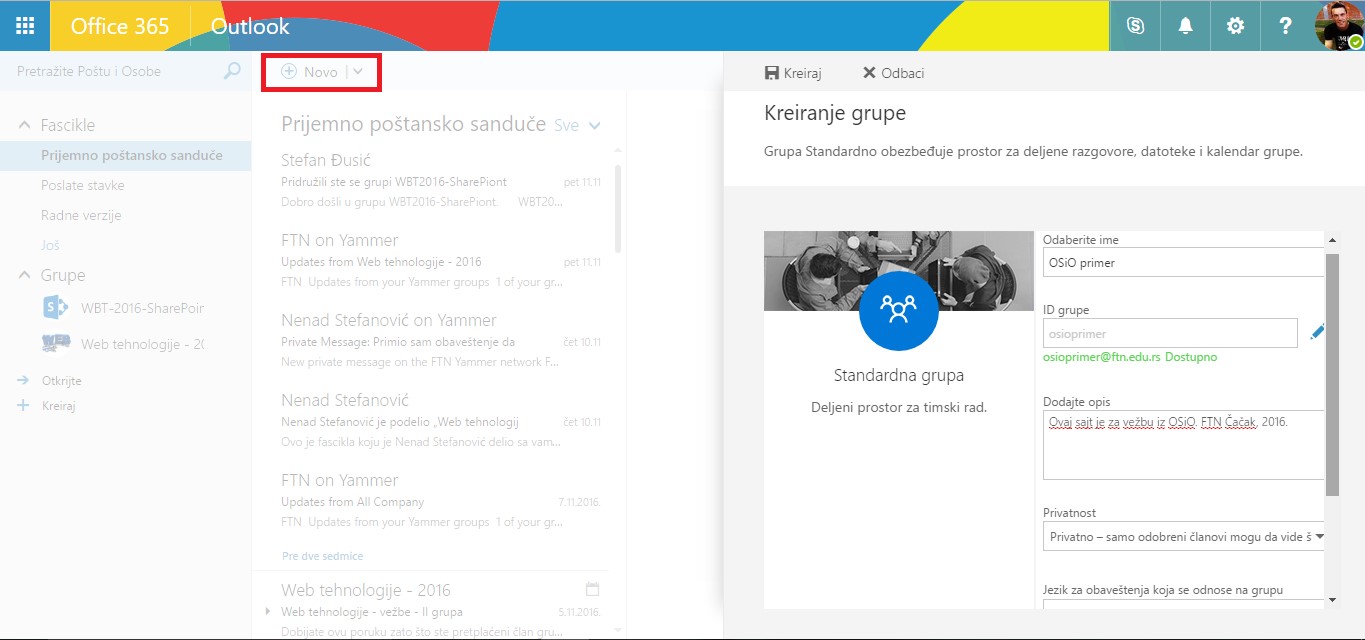 Office 365
Outlook
Pretražite Poštu i Osobe
Novo
Kreiraj
Odbaci
Fascikle
Prijemno poštansko sanduče
Poslate stavke
Radne verzije
Još
Grupe
WBT-2016-SharePoin
Web tehnologije - 20
Otkrijte
Kreiraj
Prijemno poštansko sanduče Sve
Stefan Đusić
Pridružili ste se grupi WBT2016-SharePiont pet 11.11
Dobro došli u grupu WBT2016-SharePiont. WBT20...
FTN on Yammer
Updates from Web tehnologije - 2016 pet 11.11
FTN Updates from your Yammer groups 1 of your gr...
Nenad Stefanović on Yammer
Private Message: Primio sam obaveštenje da čet 10.11
New private message on the FTN Yammer network F...
Nenad Stefanović
Nenad Stefanović je podelio „Web tehnologij čet 10.11
Ovo je fascikla koju je Nenad Stefanović delio sa vam...
FTN on Yammer
Updates from All Company 7.11.2016.
FTN Updates from your Yammer groups 1 of your gr...
Pre dve sedmice
Web tehnologije - 2016
Web tehnologije - vežbe - II grupa 5.11.2016.
Dobijate ovu poruku zato što ste pretplaćeni član gru...
Kreiranje grupe
Grupa Standardno obezbeđuje prostor za deljene razgovore, datoteke i kalendar grupe.
Standardna grupa
Deljeni prostor za timski rad.
Odaberite ime
OSiO primer
ID grupe
osioprimer
osioprimer@ftn.edu.rs Dostupno
Dodajte opis
Ovaj sajt je za vežbu iz OSiO. FTN Čačak, 2016.
Privatnost
Privatno – samo odobreni članovi mogu da vide š
Jezik za obaveštenja koja se odnose na grupu